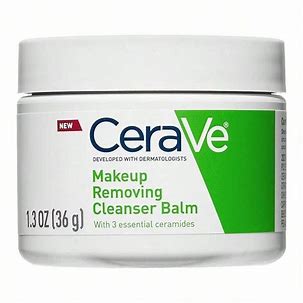 NEW
CeraVe
DEVELOPED WITH DERMATOLOGISTS
Makeup
Removing
Cleanser Balm
With 3 essential ceramides
1.3 OZ (36 g)